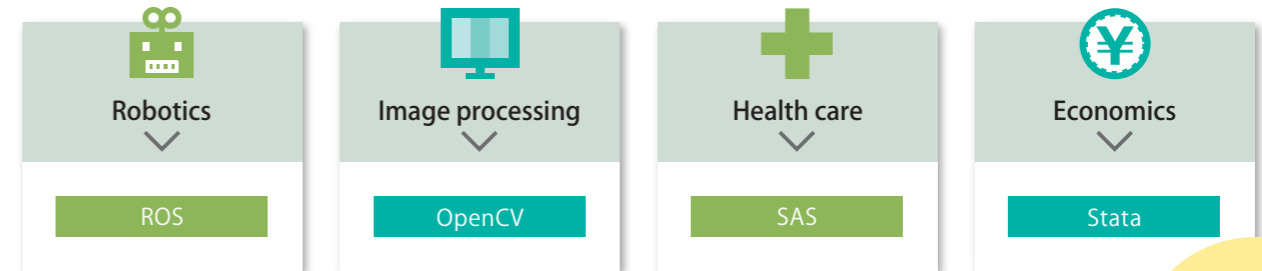 Robotics
ROS
Image processing
OpenCV
Health care
SAS
¥
Economics
Stata